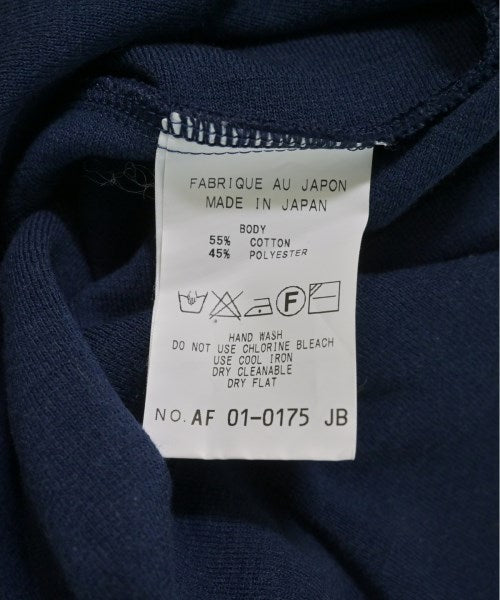 FABRIQUE AU JAPON
MADE IN JAPAN
BODY
55% COTTON
45% POLYESTER
F
HAND WASH
DO NOT USE CHLORINE BLEACH
USE COOL IRON
DRY CLEANABLE
DRY FLAT
NO. AF 01-0175 JB